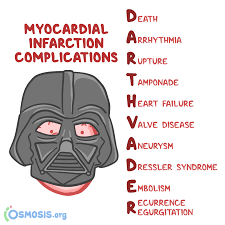 MYOCARDIAL
INFARCTION
COMPLICATIONS
DEATH
ARRHYTHMIA
RUPTURE
TAMPONADE
HEART FAILURE
VALVE DISEASE
ANEURYSM
DRESSLER SYNDROME
EMBOLISM
RECURRENCE
REGURGITATION
OSMOSIS.org